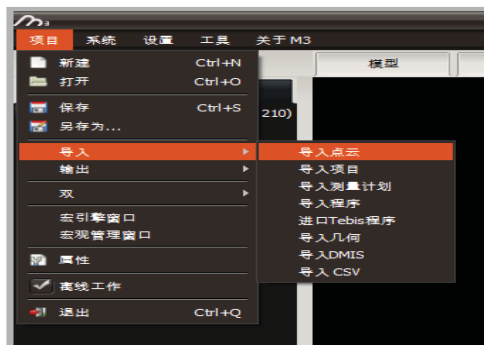 M3
项目 系统 设置 工具 关于 M3
模型
新建 Ctrl+N
打开 Ctrl+O
保存 Ctrl+S
210)
另存为...
导入
输出
双
宏引擎窗口
宏观管理窗口
属性
离线工作
退出 Ctrl+Q
导入点云
导入项目
导入测量计划
导入程序
进口Tebis程序
导入几何
导入DMIS
导入 CSV